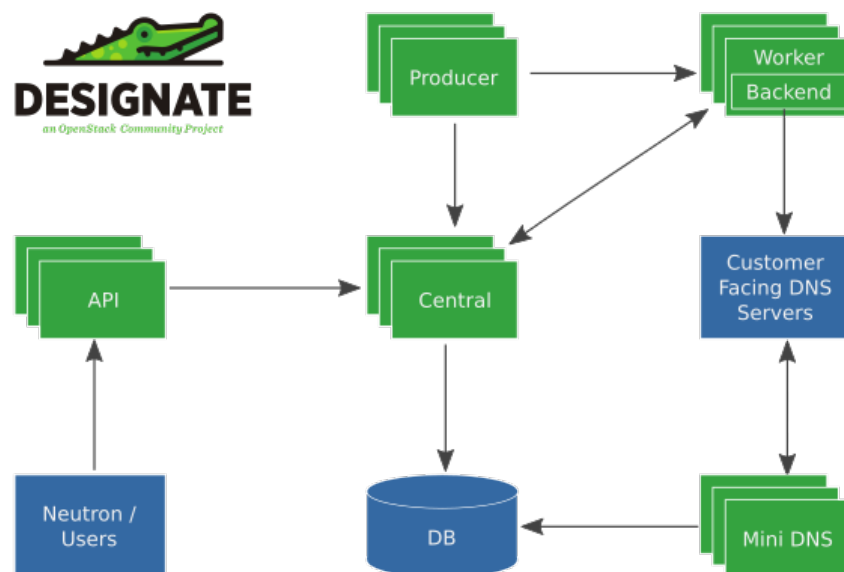 DESIGNATE
an OpenStack Community Project
Producer
Worker
Backend
API
Central
Customer
Facing DNS
Servers
Neutron /
Users
DB
Mini DNS